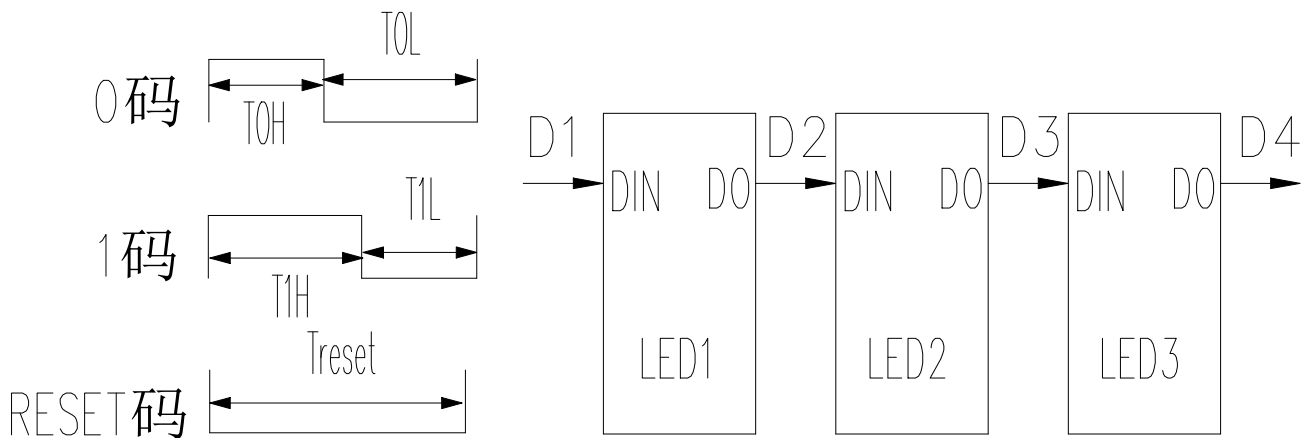 0码
T0H
T0L
1码
T1H
T1L
RESET码
Treset
D1
DIN
DO
LED1
D2
DIN
DO
LED2
D3
DIN
DO
LED3
D4